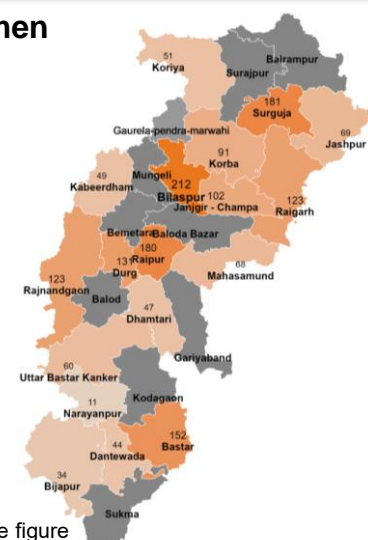 men
51
Koriya
Balrampur
Surajpur
181
Surguja
69
Jashpur
Gaurela-pendra-marwahi
91
Korba
Mungeli
49
Kabeerdham
212
Bilaspur
102
Janjgir - Champa
123
Raigarh
Bemetara
Baloda Bazar
180
Raipur
131
Durg
68
Mahasamund
123
Rajnandgaon
Balod
47
Dhamtari
Gariyaband
60
Uttar Bastar Kanker
11
Narayanpur
Kodagaon
152
Bastar
44
Dantewada
34
Bijapur
Sukma
e figure